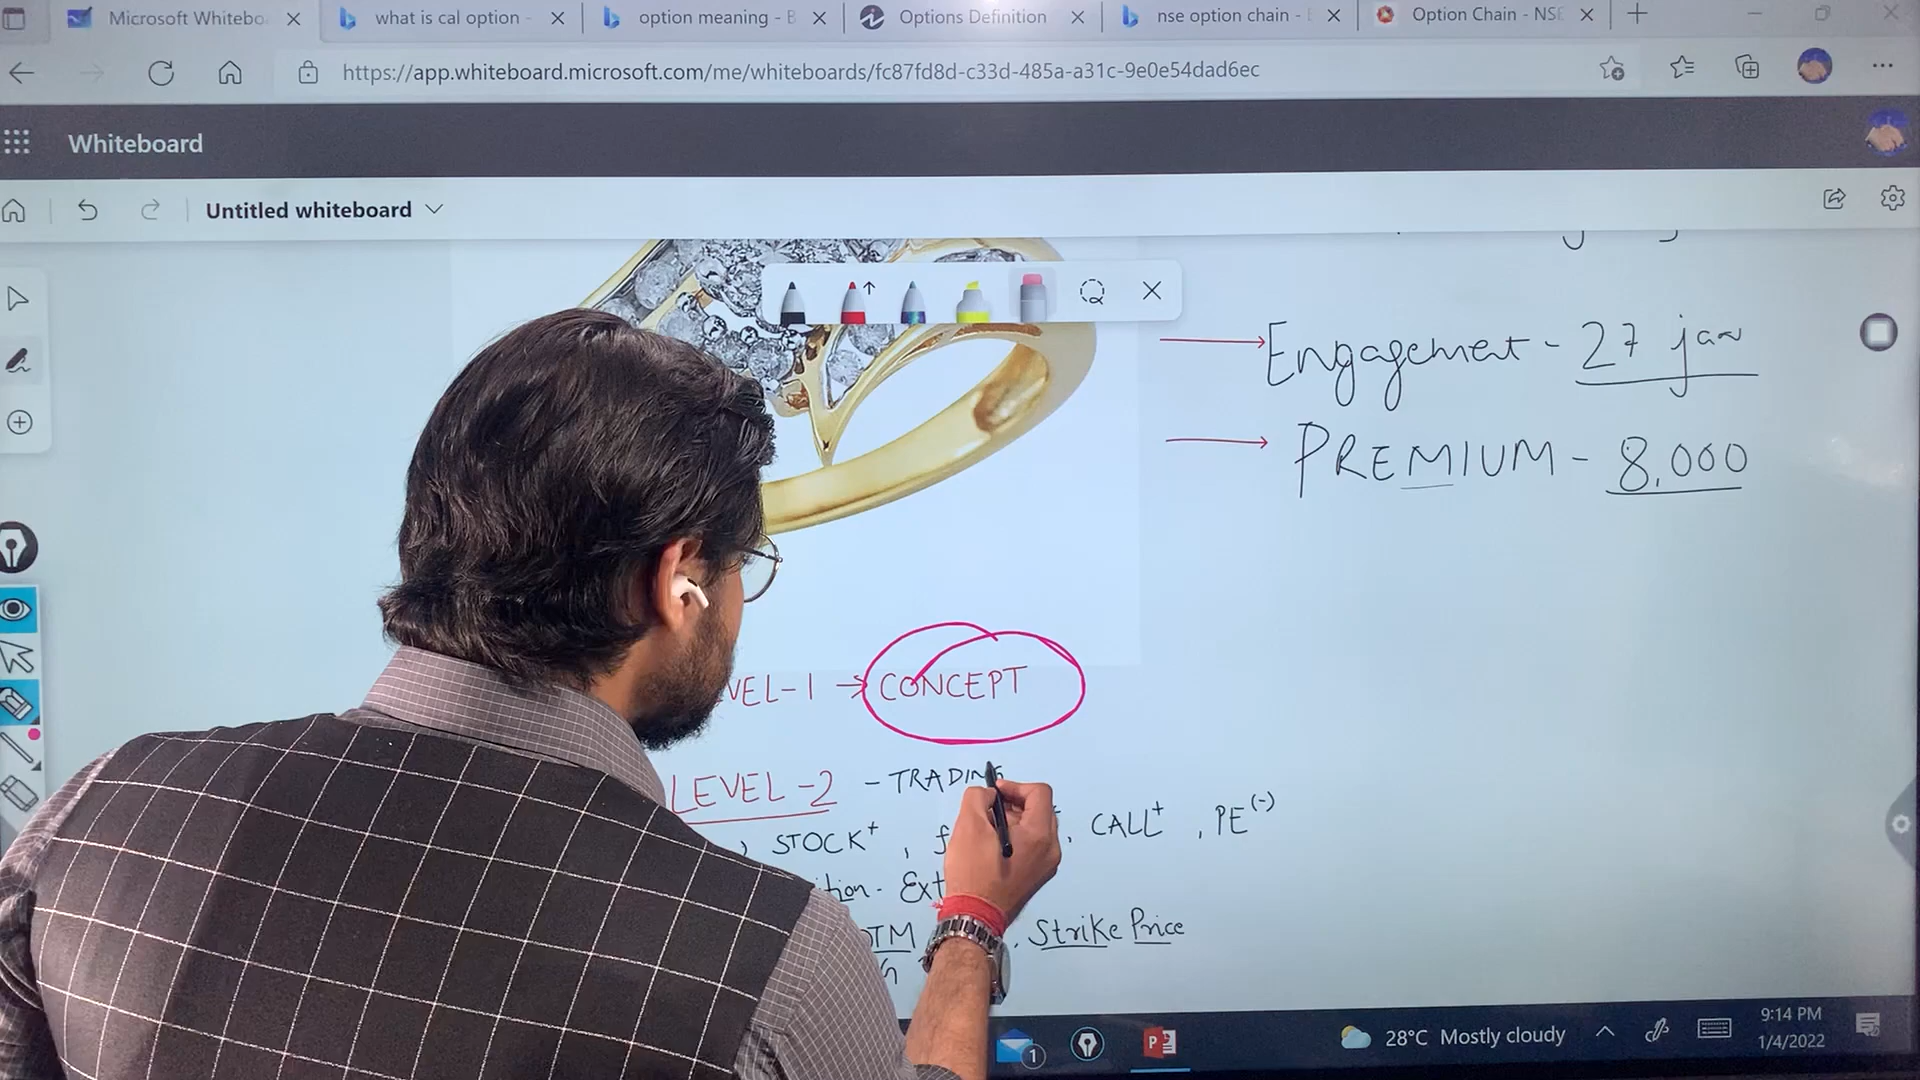 Microsoft Whitebo
what is cal option -
option meaning - B
Options Definition
nse option chain -
Option Chain - NSE
https://app.whiteboard.microsoft.com/me/whiteboards/fc87fd8d-c33d-485a-a31c-9e0e54dad6ec
Whiteboard
Untitled whiteboard
Engagement - 27 jan
PREMIUM - 8,000
VEL-1 → CONCEPT
LEVEL-2 - TRADING
, STOCK+ , CALL+ , PE(-)
Strike Price
1
28°C Mostly cloudy
9:14 PM
1/4/2022